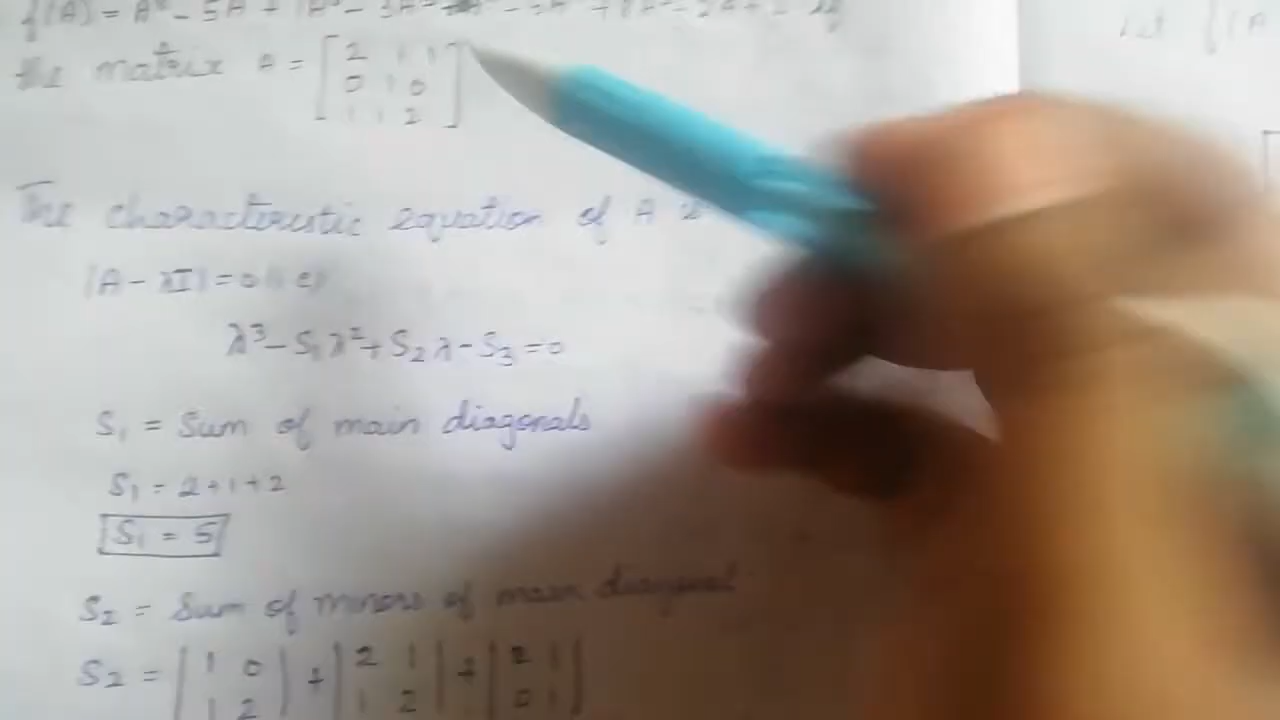 f(A) = A⁸ - 5A
the matrix A = [2 1 1
0 1 0
1 1 2]
The characteristic equation of A
|A - λI| = 0 (i.e)
λ³ - S₁λ² + S₂λ - S₃ = 0
S₁ = Sum of main diagonals
S₁ = 2+1+2
S₁ = 5
S₂ = Sum of minors of main diagonal
S₂ = |1 0| + |2 1| + |2 1|
|1 2| |1 2| |0 1|